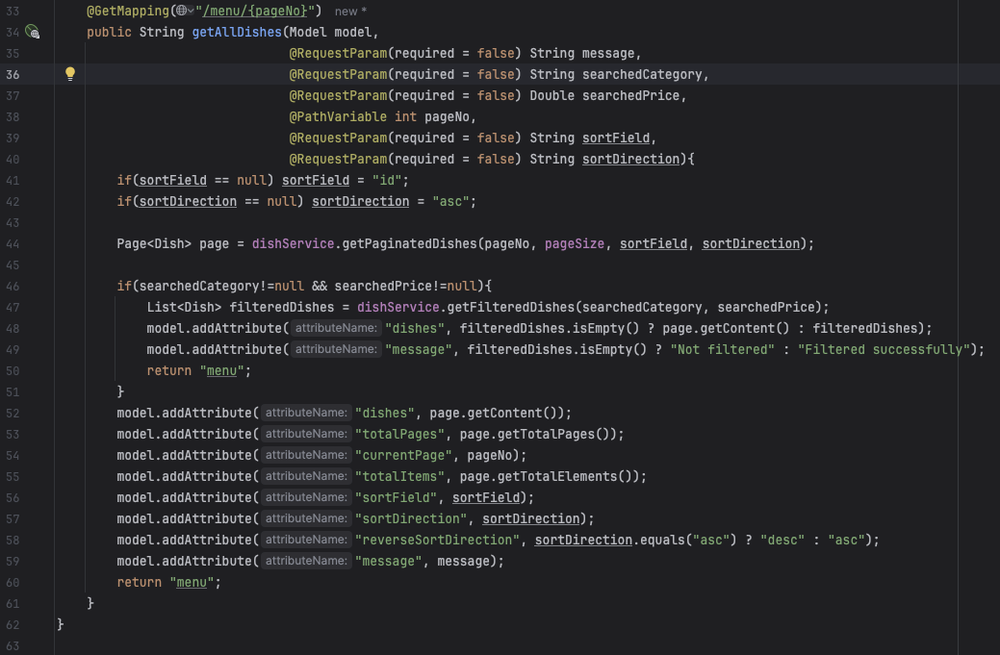 33 @GetMapping("/menu/{pageNo}") new *
34 public String getAllDishes(Model model,
35 @RequestParam(required = false) String message,
36 @RequestParam(required = false) String searchedCategory,
37 @RequestParam(required = false) Double searchedPrice,
38 @PathVariable int pageNo,
39 @RequestParam(required = false) String sortField,
40 @RequestParam(required = false) String sortDirection){
41 if(sortField == null) sortField = "id";
42 if(sortDirection == null) sortDirection = "asc";
43
44 Page<Dish> page = dishService.getPaginatedDishes(pageNo, pageSize, sortField, sortDirection);
45
46 if(searchedCategory!=null && searchedPrice!=null){
47 List<Dish> filteredDishes = dishService.getFilteredDishes(searchedCategory, searchedPrice);
48 model.addAttribute( attributeName: "dishes", filteredDishes.isEmpty() ? page.getContent() : filteredDishes);
49 model.addAttribute( attributeName: "message", filteredDishes.isEmpty() ? "Not filtered" : "Filtered successfully");
50 return "menu";
51 }
52 model.addAttribute( attributeName: "dishes", page.getContent());
53 model.addAttribute( attributeName: "totalPages", page.getTotalPages());
54 model.addAttribute( attributeName: "currentPage", pageNo);
55 model.addAttribute( attributeName: "totalItems", page.getTotalElements());
56 model.addAttribute( attributeName: "sortField", sortField);
57 model.addAttribute( attributeName: "sortDirection", sortDirection);
58 model.addAttribute( attributeName: "reverseSortDirection", sortDirection.equals("asc") ? "desc" : "asc");
59 model.addAttribute( attributeName: "message", message);
60 return "menu";
61 }
62 }
63